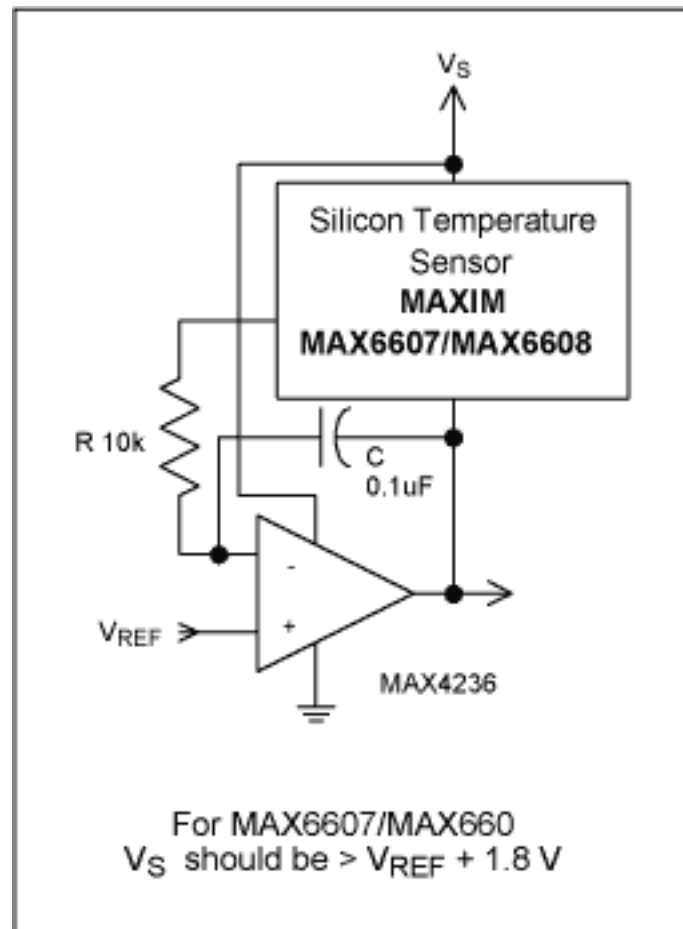 VS
Silicon Temperature
Sensor
MAXIM
MAX6607/MAX6608
R 10k
C
0.1uF
-
+
VREF
MAX4236
For MAX6607/MAX660
VS should be > VREF + 1.8 V